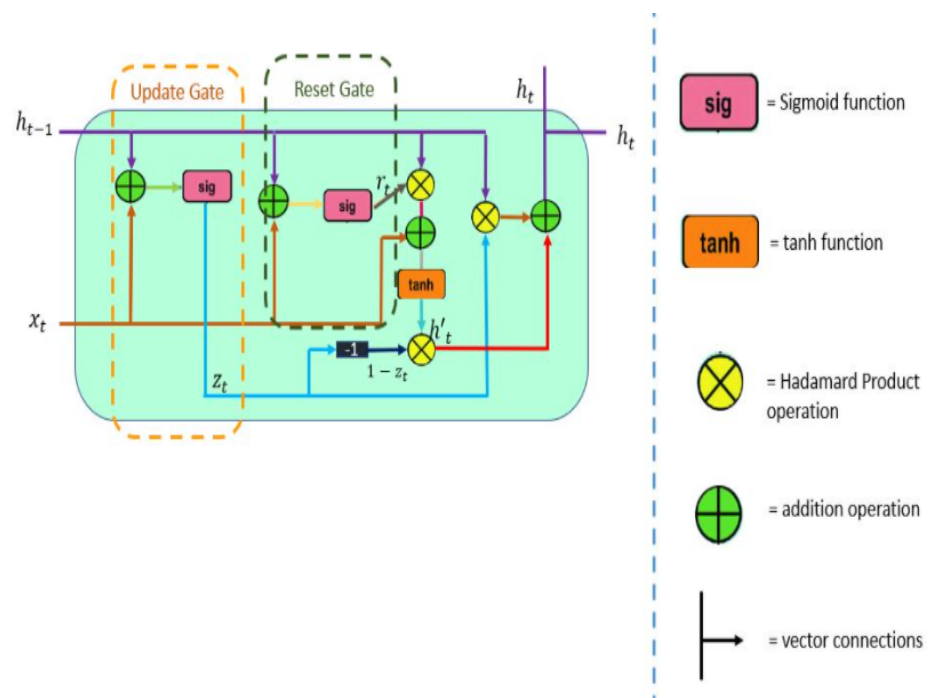 Update Gate
Reset Gate
h_{t-1}
h_t
h_t
sig
sig
r_t
tanh
x_t
h'_t
-1
1 − z_t
z_t
sig
= Sigmoid function
tanh
= tanh function
= Hadamard Product
operation
= addition operation
= vector connections